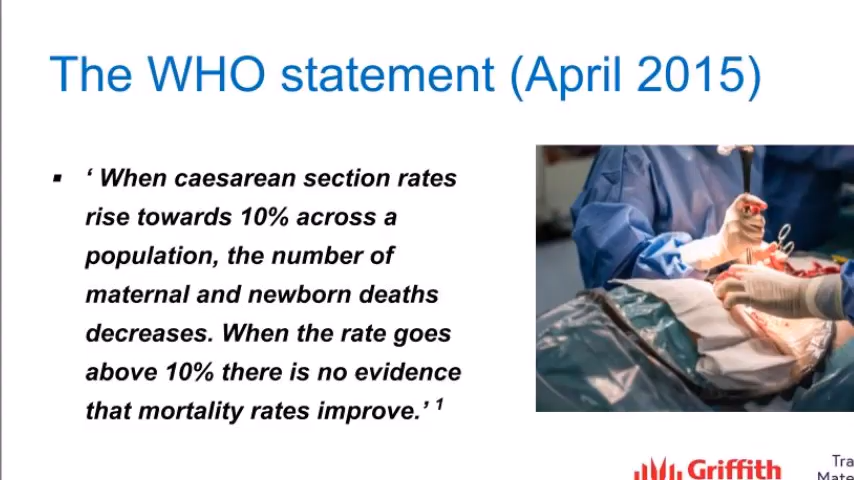 The WHO statement (April 2015)
▪ ‘ When caesarean section rates
rise towards 10% across a
population, the number of
maternal and newborn deaths
decreases. When the rate goes
above 10% there is no evidence
that mortality rates improve.’ 1
Griffith